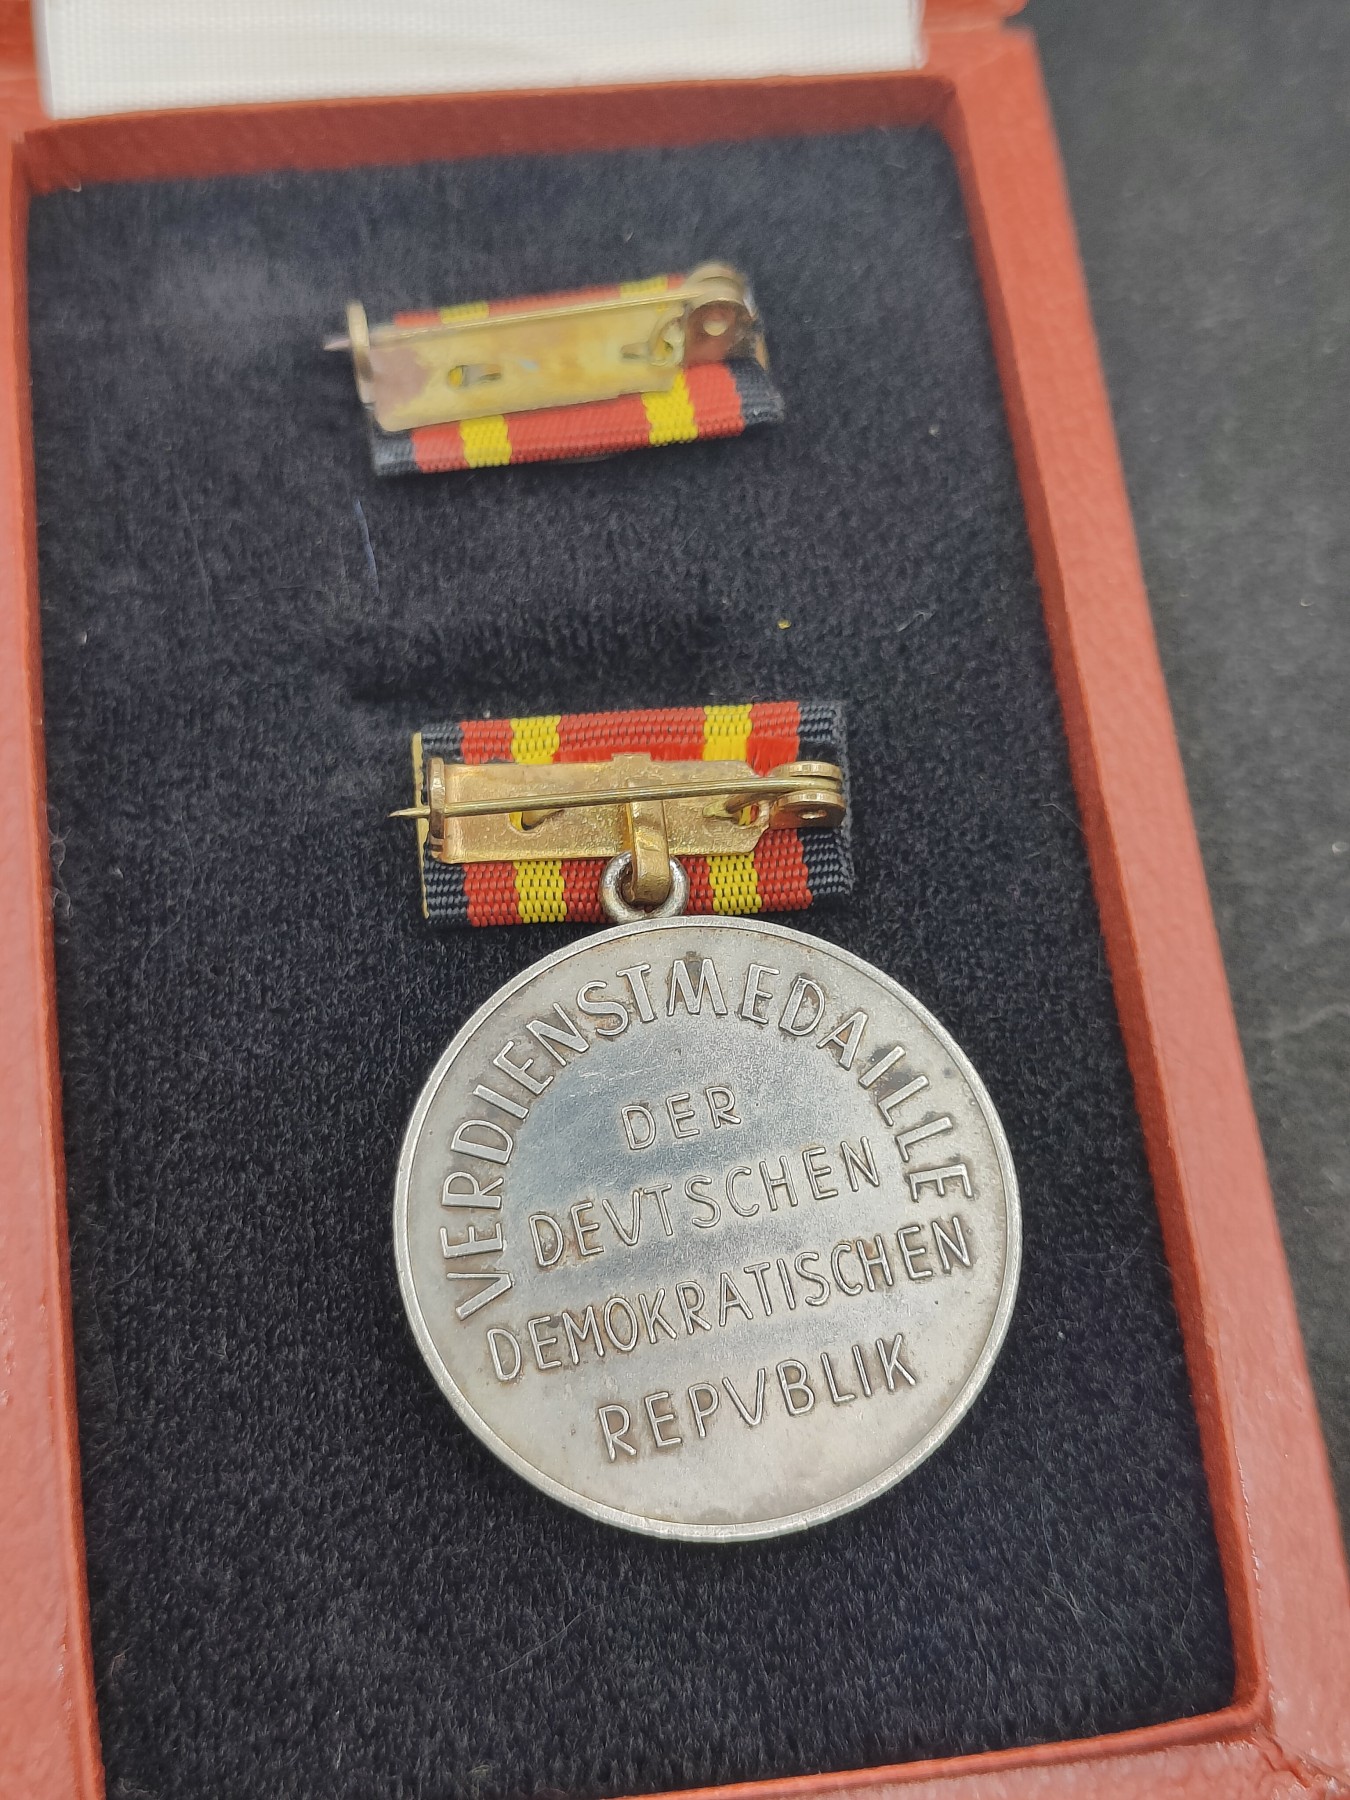 VERDIENSTMEDAILLE
DER
DEVTSCHEN
DEMOKRATISCHEN
REPVBLIK